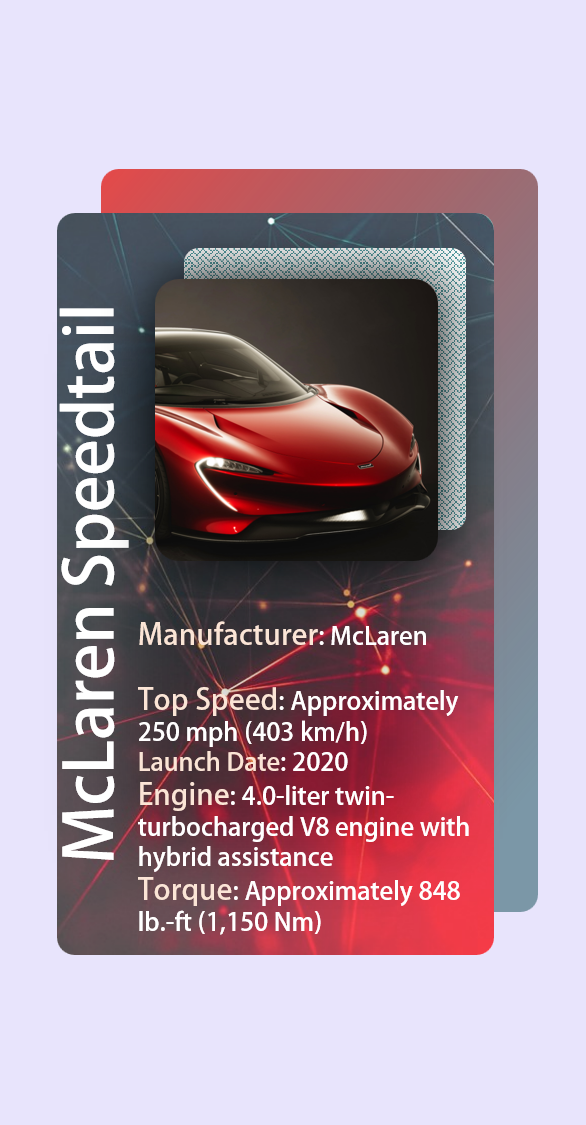 McLaren Speedtail
Manufacturer: McLaren
Top Speed: Approximately
250 mph (403 km/h)
Launch Date: 2020
Engine: 4.0-liter twin-
turbocharged V8 engine with
hybrid assistance
Torque: Approximately 848
lb.-ft (1,150 Nm)